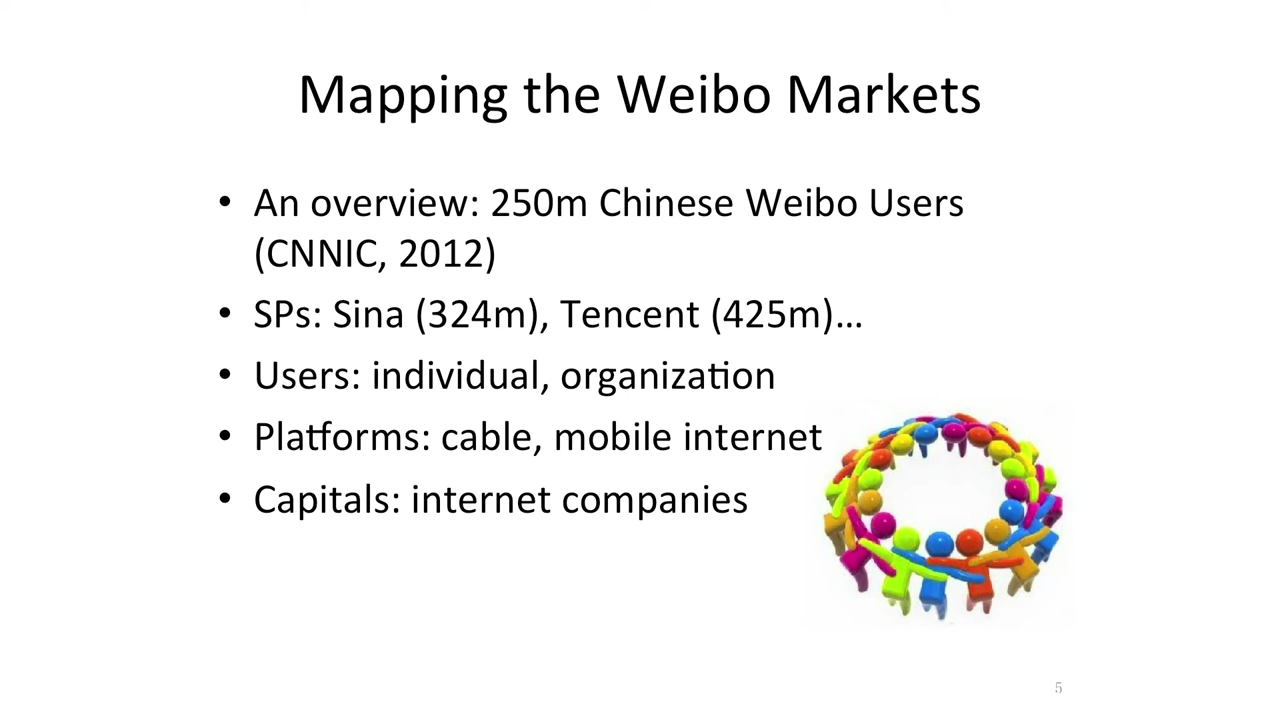 Mapping the Weibo Markets
• An overview: 250m Chinese Weibo Users
(CNNIC, 2012)
• SPs: Sina (324m), Tencent (425m)…
• Users: individual, organization
• Platforms: cable, mobile internet
• Capitals: internet companies
5